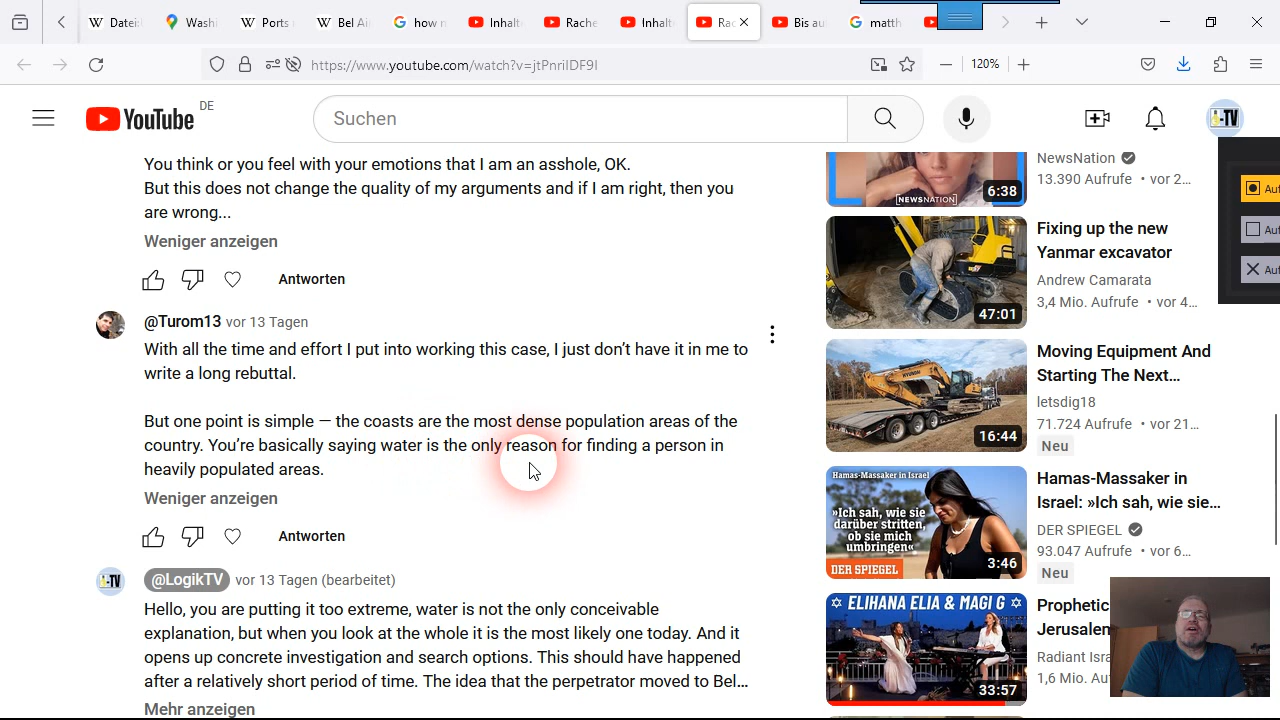 Datei:
Washi
Ports
Bel Ai
how r
Inhalt
Rache
Inhalt
Rac
Bis au
matth
https://www.youtube.com/watch?v=jtPnrilDF9I
120%
YouTube
DE
Suchen
L-TV
You think or you feel with your emotions that I am an asshole, OK.
But this does not change the quality of my arguments and if I am right, then you
are wrong...
Weniger anzeigen
Antworten
@Turom13 vor 13 Tagen
With all the time and effort I put into working this case, I just don't have it in me to
write a long rebuttal.
But one point is simple — the coasts are the most dense population areas of the
country. You're basically saying water is the only reason for finding a person in
heavily populated areas.
Weniger anzeigen
Antworten
@LogikTV vor 13 Tagen (bearbeitet)
Hello, you are putting it too extreme, water is not the only conceivable
explanation, but when you look at the whole it is the most likely one today. And it
opens up concrete investigation and search options. This should have happened
after a relatively short period of time. The idea that the perpetrator moved to Bel...
Mehr anzeigen
NEWSNATION
6:38
NewsNation
13.390 Aufrufe • vor 2...
47:01
Fixing up the new
Yanmar excavator
Andrew Camarata
3,4 Mio. Aufrufe • vor 4...
HYUNDAI
16:44
Moving Equipment And
Starting The Next...
letsdig18
71.724 Aufrufe • vor 21...
Neu
Hamas-Massaker in Israel
»Ich sah, wie sie
darüber stritten,
ob sie mich
umbringen«
DER SPIEGEL
3:46
Hamas-Massaker in
Israel: »Ich sah, wie sie...
DER SPIEGEL
93.047 Aufrufe • vor 6...
Neu
ELIHANA ELIA & MAGI G
33:57
Prophetic
Jerusalem
Radiant Isra
1,6 Mio. Au
Auf
Auf
Auf